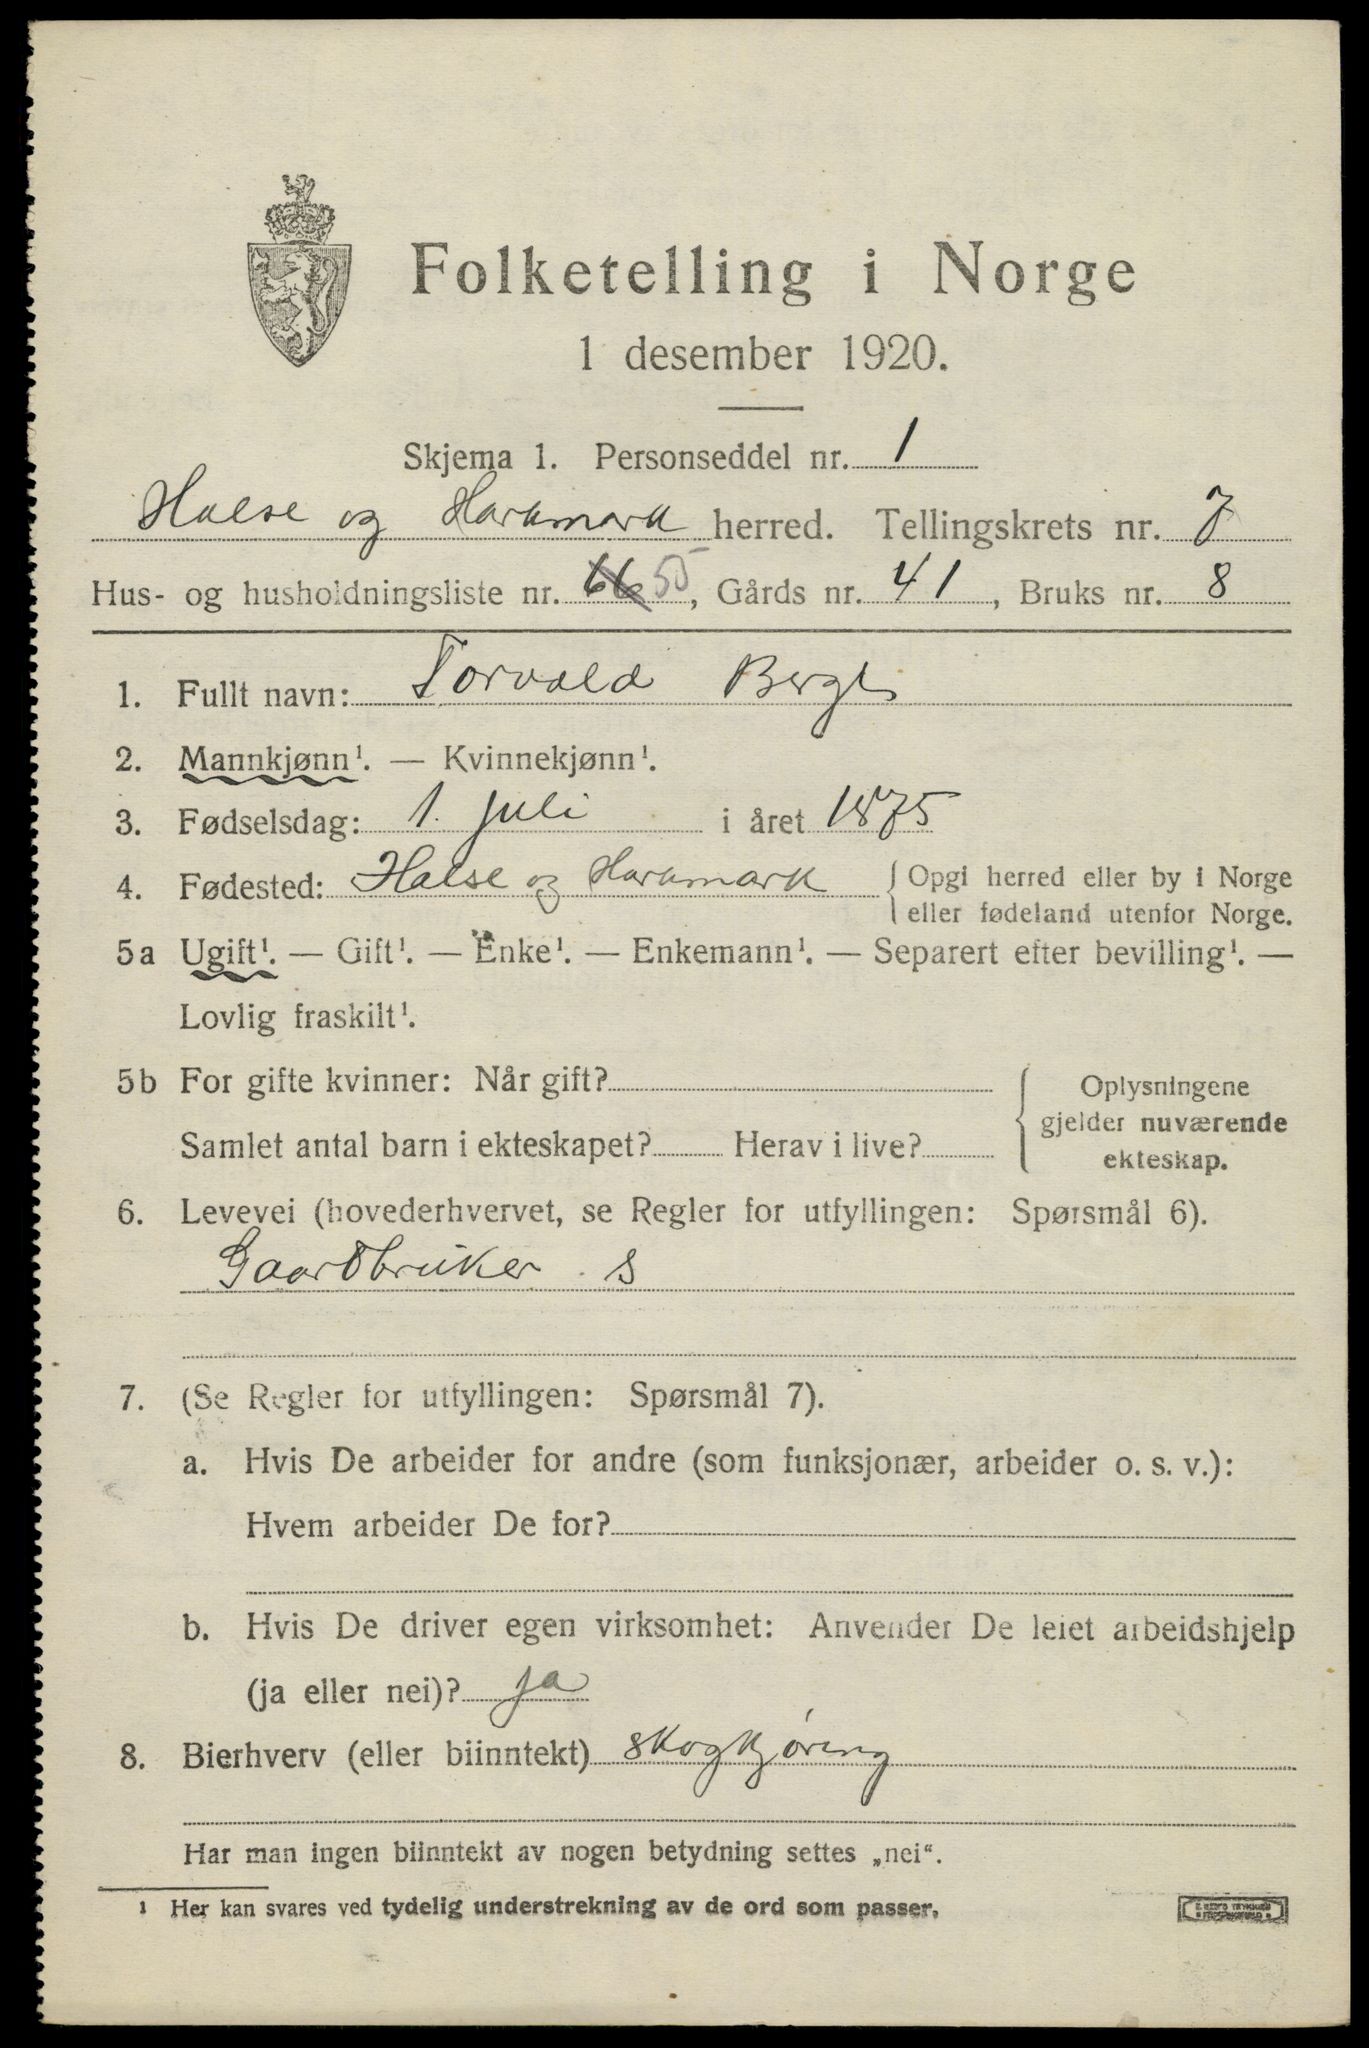 Folketelling i Norge
1 desember 1920.
Skjema 1. Personseddel nr. 1
Halse og Harkmark herred. Tellingskrets nr. 7
Hus- og husholdningsliste nr. 66 55, Gårds nr. 41, Bruks nr. 8
1. Fullt navn: Torvald Bergh
2. Mannkjønn¹. — Kvinnekjønn¹.
3. Fødselsdag: 1. juli i året 1875
4. Fødested: Halse og Harkmark { Opgi herred eller by i Norge
eller fødeland utenfor Norge.
5a Ugift¹. — Gift¹. — Enke¹. — Enkemann¹. — Separert efter bevilling¹. —
Lovlig fraskilt¹.
5b For gifte kvinner: Når gift? { Oplysningene
gjelder nuværende
Samlet antal barn i ekteskapet? Herav i live? ekteskap.
6. Levevei (hovederhvervet, se Regler for utfyllingen: Spørsmål 6).
Gaardbruker s
7. (Se Regler for utfyllingen: Spørsmål 7).
a. Hvis De arbeider for andre (som funksjonær, arbeider o. s. v.):
Hvem arbeider De for?
b. Hvis De driver egen virksomhet: Anvender De leiet arbeidshjelp
(ja eller nei)? ja
8. Bierhverv (eller biinntekt) skogkjøring
Har man ingen biinntekt av nogen betydning settes „nei“.
¹ Her kan svares ved tydelig understrekning av de ord som passer.